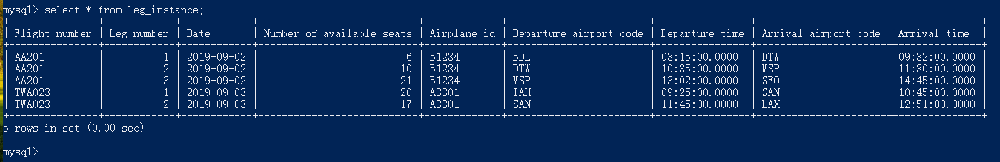 mysql> select * from leg_instance;
| Flight_number | Leg_number | Date | Number_of_available_seats | Airplane_id | Departure_airport_code | Departure_time | Arrival_airport_code | Arrival_time |
| AA201 | 1 | 2019-09-02 | 6 | B1234 | BDL | 08:15:00.0000 | DTW | 09:32:00.0000 |
| AA201 | 2 | 2019-09-02 | 10 | B1234 | DTW | 10:35:00.0000 | MSP | 11:30:00.0000 |
| AA201 | 3 | 2019-09-02 | 21 | B1234 | MSP | 13:02:00.0000 | SFO | 14:45:00.0000 |
| TWA023 | 1 | 2019-09-03 | 20 | A3301 | IAH | 09:25:00.0000 | SAN | 10:45:00.0000 |
| TWA023 | 2 | 2019-09-03 | 17 | A3301 | SAN | 11:45:00.0000 | LAX | 12:51:00.0000 |
5 rows in set (0.00 sec)
mysql>